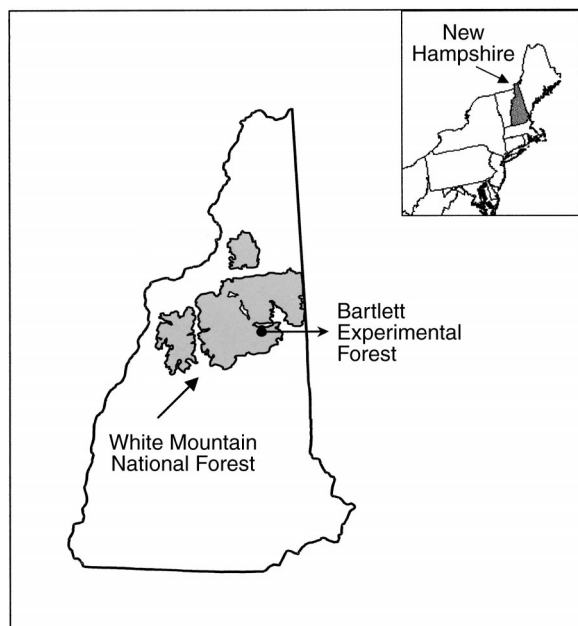 New
Hampshire
Bartlett
Experimental
Forest
White Mountain
National Forest